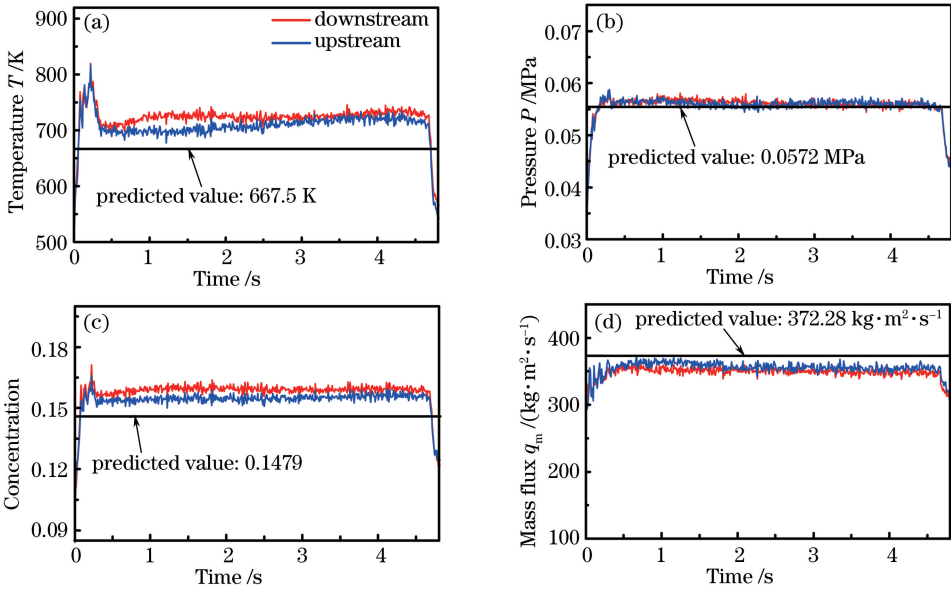 (a)
downstream
upstream
900
800
700
600
500
Temperature T /K
predicted value: 667.5 K
0
1
2
3
4
Time /s
(b)
0.07
0.06
0.05
0.04
0.03
Pressure P /MPa
predicted value: 0.0572 MPa
0
1
2
3
4
Time /s
(c)
0.18
0.15
0.12
0.09
Concentration
predicted value: 0.1479
0
1
2
3
4
Time /s
(d)
predicted value: 372.28 kg·m²·s⁻¹
400
300
200
100
Mass flux qₘ /(kg·m²·s⁻¹)
0
1
2
3
4
Time /s